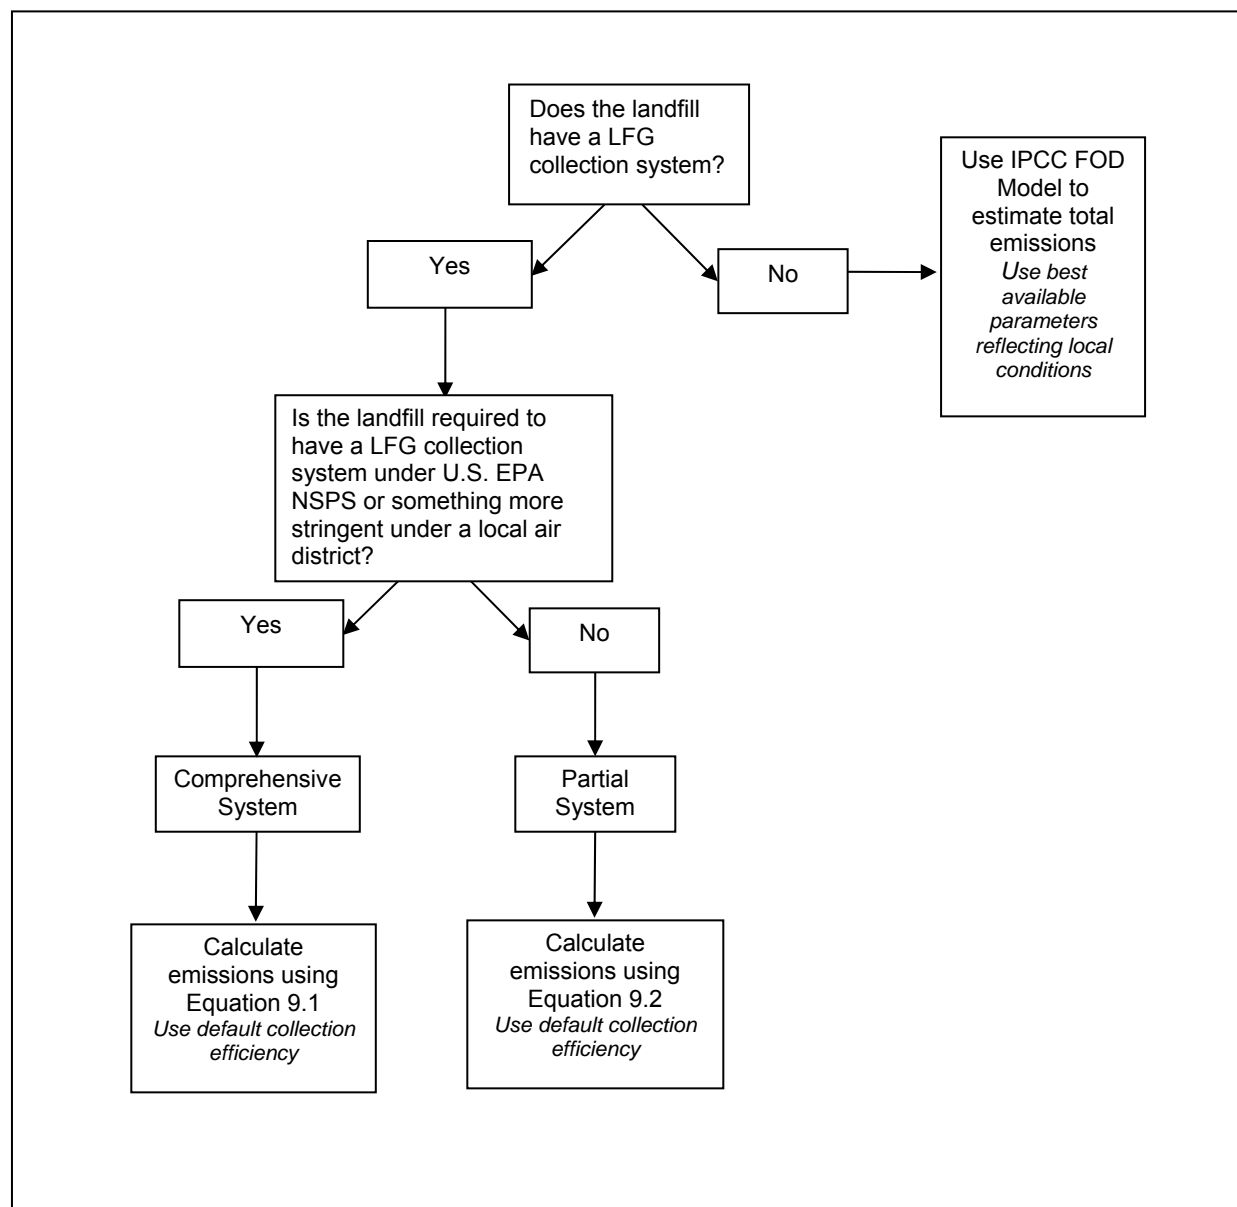 Does the landfill
have a LFG
collection system?
Use IPCC FOD
Model to
estimate total
emissions
Use best
available
parameters
reflecting local
conditions
Yes
No
Is the landfill required to
have a LFG collection
system under U.S. EPA
NSPS or something more
stringent under a local air
district?
Yes
No
Comprehensive
System
Partial
System
Calculate
emissions using
Equation 9.1
Use default collection
efficiency
Calculate
emissions using
Equation 9.2
Use default collection
efficiency